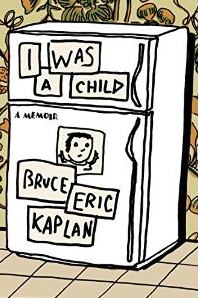 I WAS
A CHILD
A MEMOIR
BRUCE
ERIC
KAPLAN